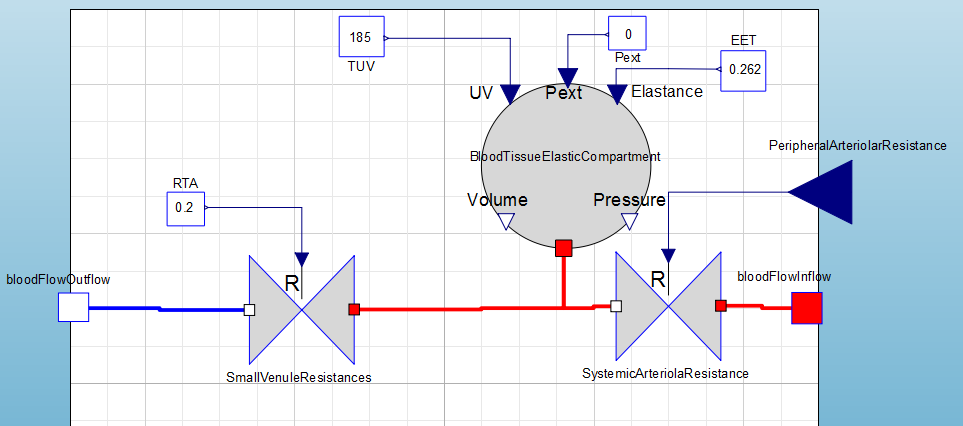 185
TUV
0
Pext
EET
0.262
UV
Pext
Elastance
BloodTissueElasticCompartment
PeripheralArteriolarResistance
RTA
0.2
Volume
Pressure
bloodFlowOutflow
R
R
bloodFlowInflow
SmallVenuleResistances
SystemicArteriolaResistance